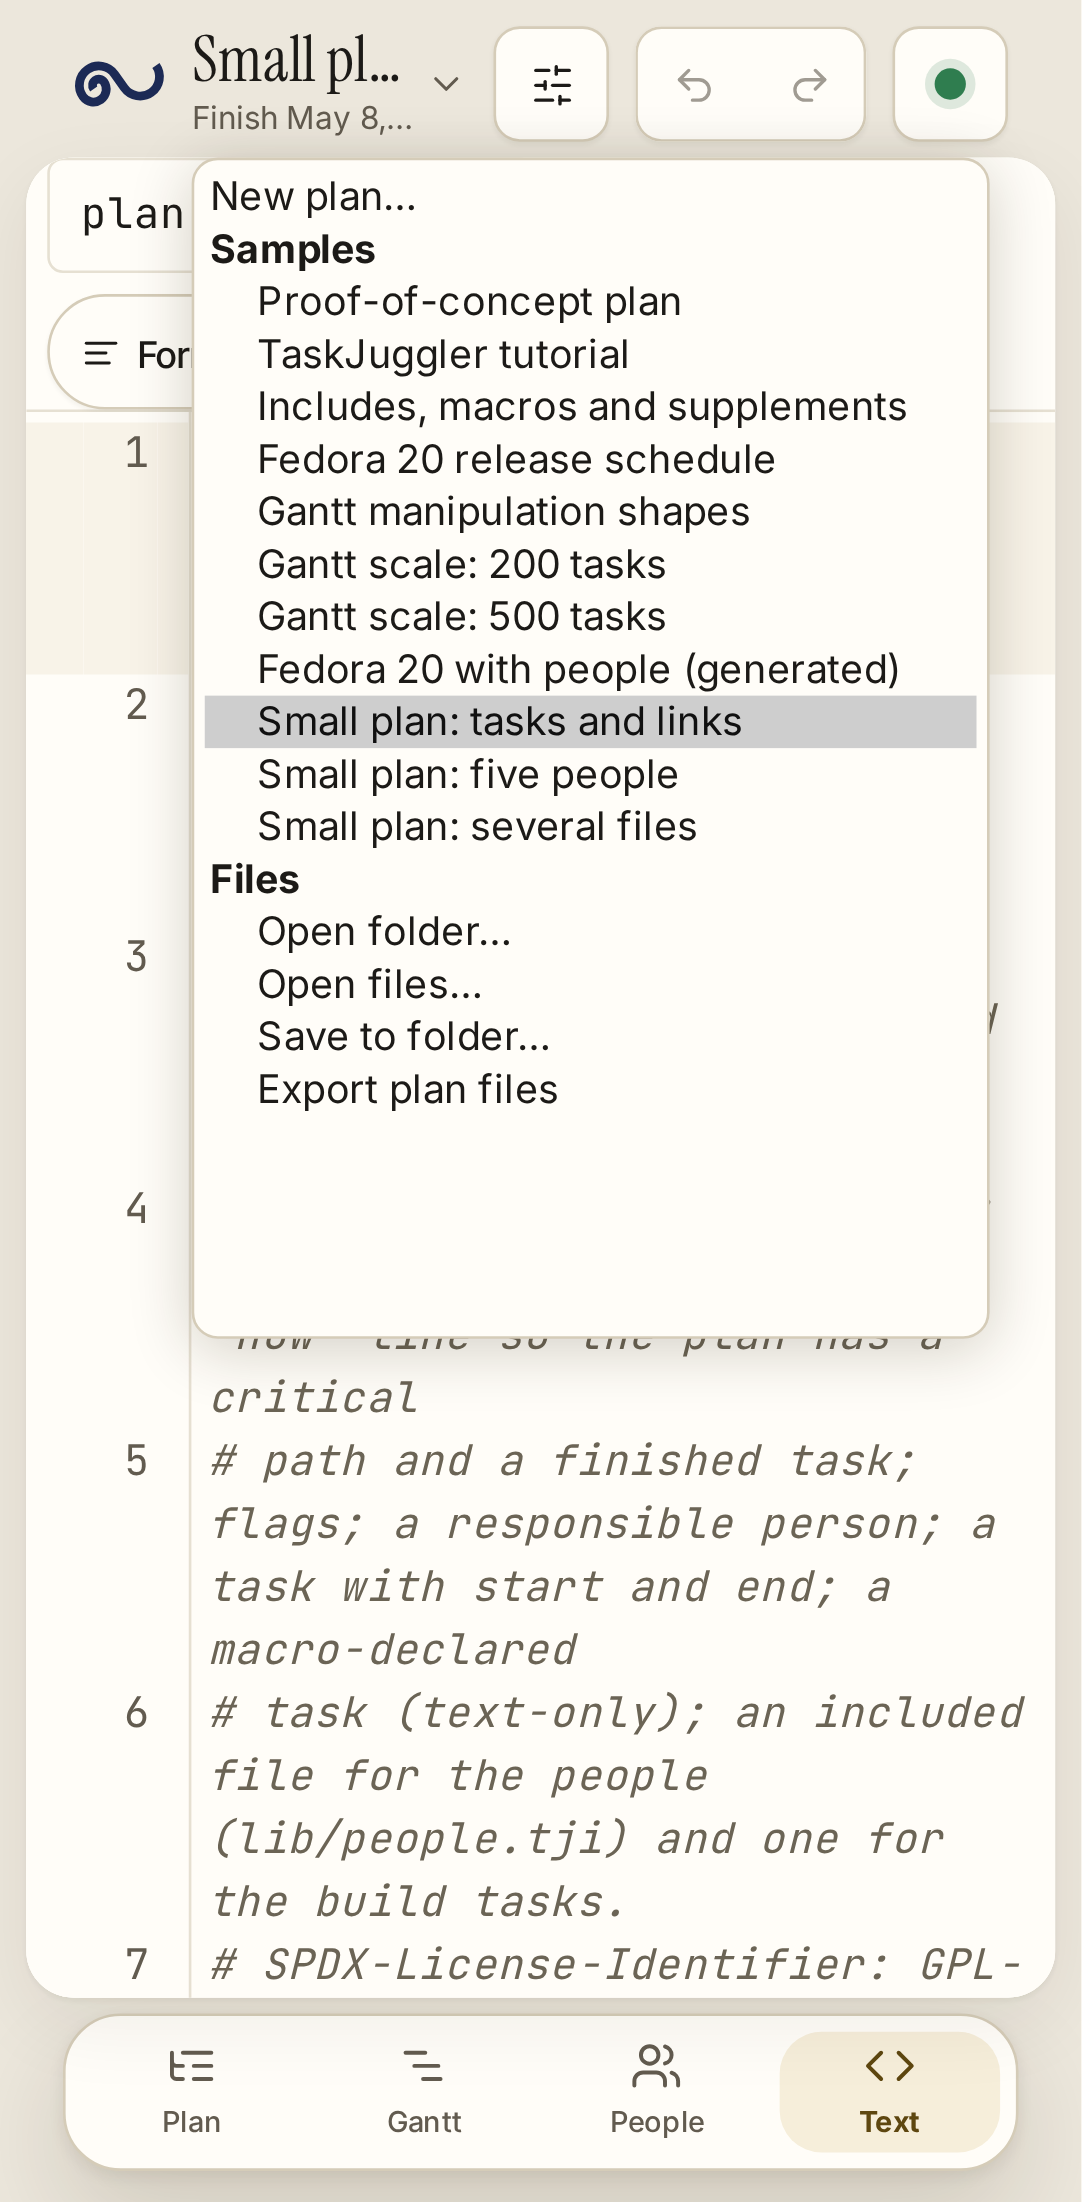 Small pl...
Finish May 8,...
plan
New plan...
Samples
Proof-of-concept plan
TaskJuggler tutorial
Includes, macros and supplements
Fedora 20 release schedule
Gantt manipulation shapes
Gantt scale: 200 tasks
Gantt scale: 500 tasks
Fedora 20 with people (generated)
Small plan: tasks and links
Small plan: five people
Small plan: several files
Files
Open folder...
Open files...
Save to folder...
Export plan files
1
2
3
4
critical
5 # path and a finished task;
flags; a responsible person; a
task with start and end; a
macro-declared
6 # task (text-only); an included
file for the people
(lib/people.tji) and one for
the build tasks.
7 # SPDX-License-Identifier: GPL-
Plan
Gantt
People
Text